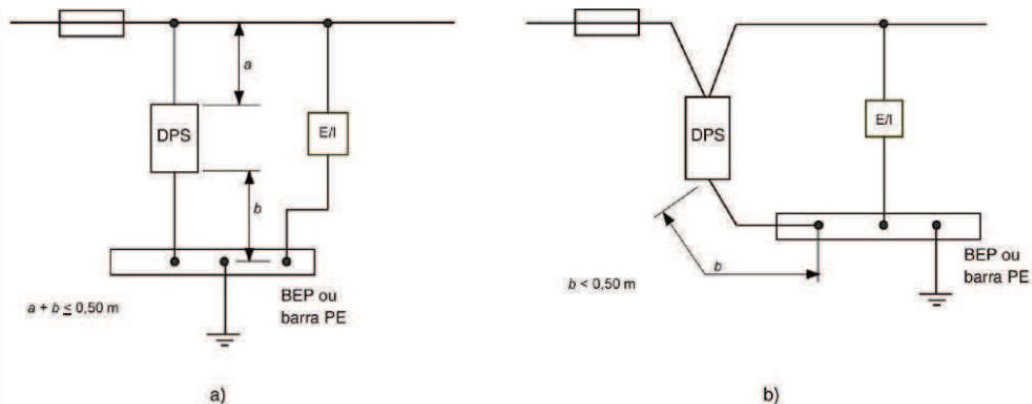 a
DPS
E/I
b
BEP ou
barra PE
a + b ≤ 0,50 m
a)
DPS
E/I
b
BEP ou
barra PE
b < 0,50 m
b)